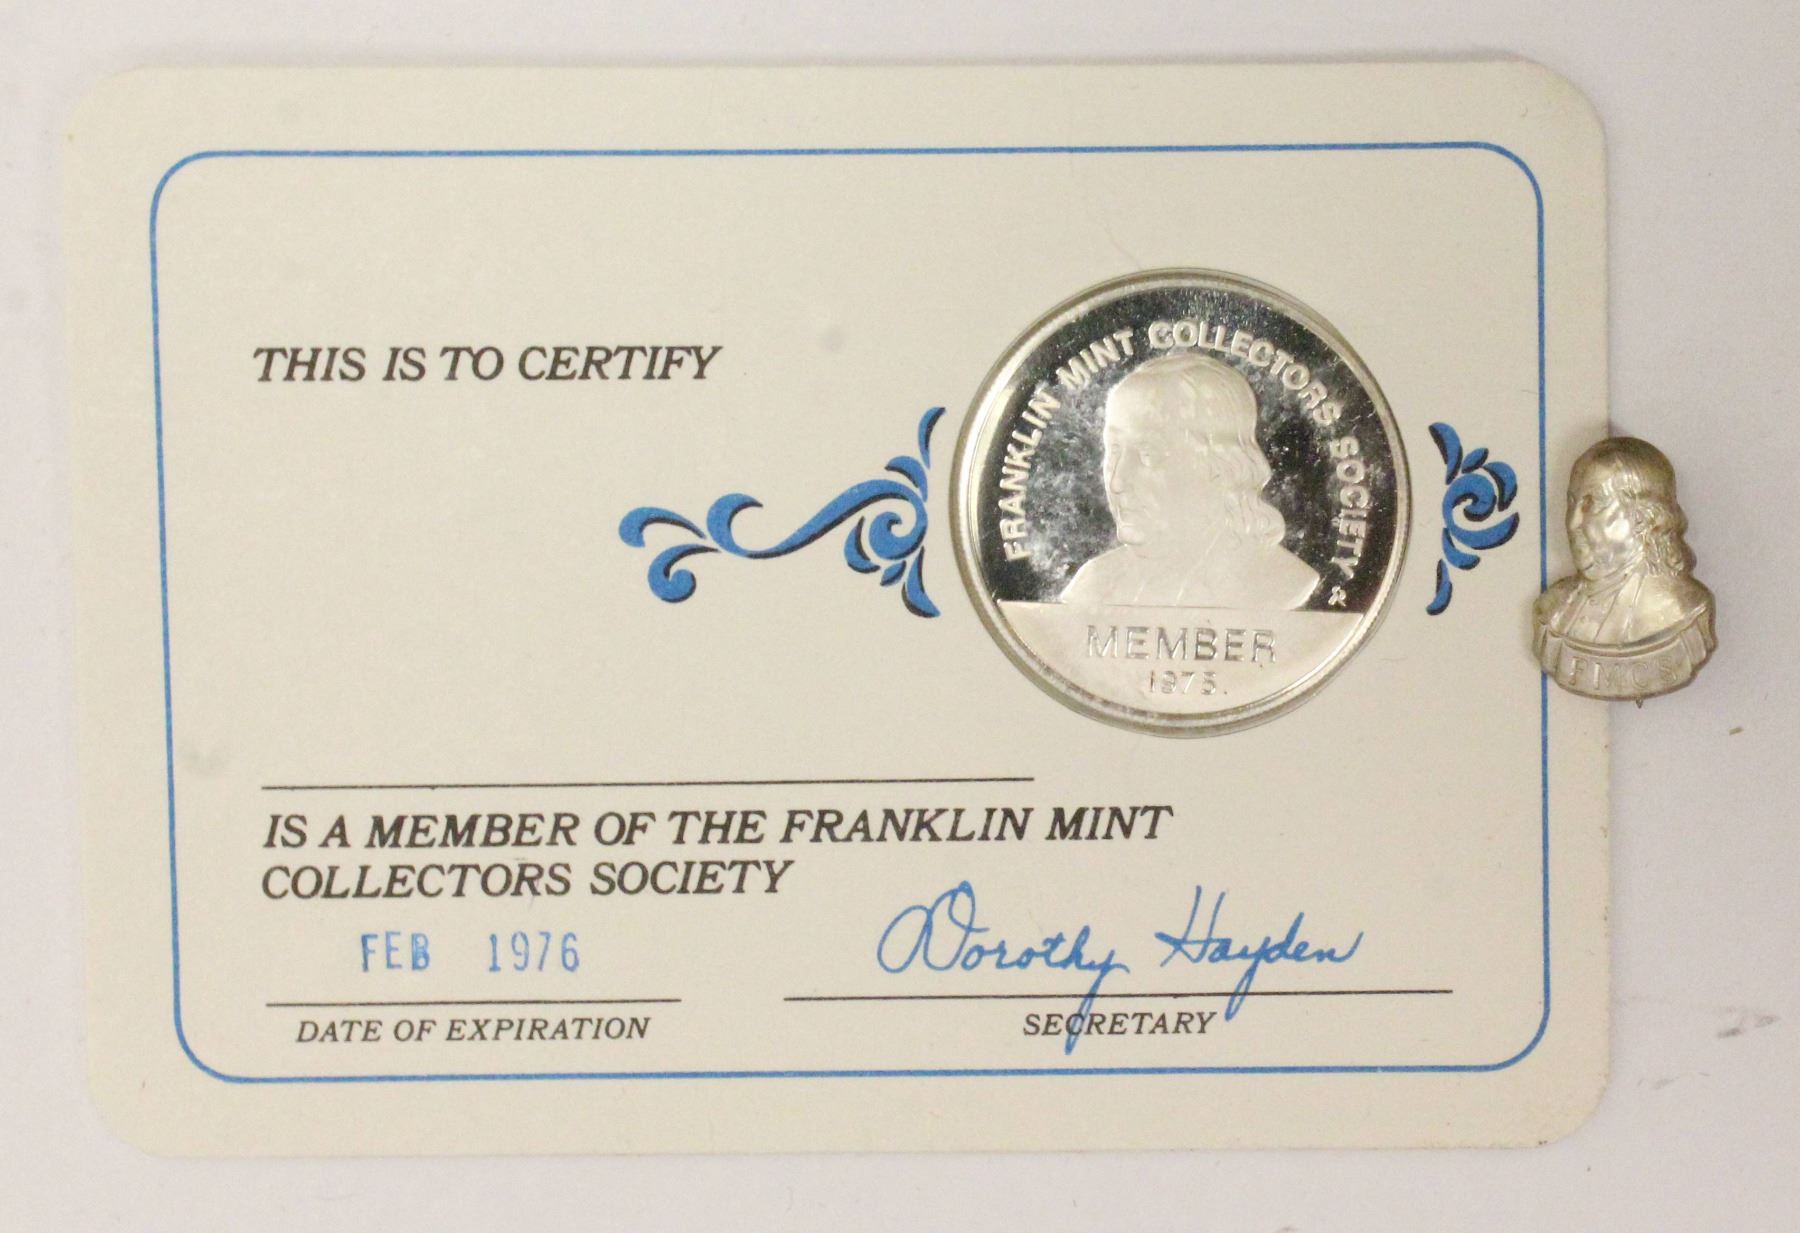 THIS IS TO CERTIFY
FRANKLIN MINT COLLECTORS SOCIETY
MEMBER
1975.
FMCS
IS A MEMBER OF THE FRANKLIN MINT
COLLECTORS SOCIETY
FEB 1976
Dorothy Hayden
DATE OF EXPIRATION
SECRETARY